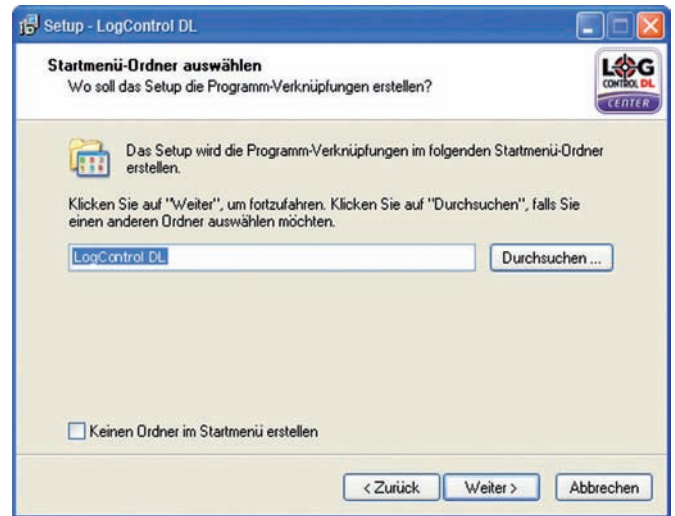 Setup - LogControl DL
Startmenü-Ordner auswählen
Wo soll das Setup die Programm-Verknüpfungen erstellen?
LOG
CONTROL DL
CENTER
Das Setup wird die Programm-Verknüpfungen im folgenden Startmenü-Ordner
erstellen.
Klicken Sie auf "Weiter", um fortzufahren. Klicken Sie auf "Durchsuchen", falls Sie
einen anderen Ordner auswählen möchten.
LogControl DL
Durchsuchen ...
Keinen Ordner im Startmenü erstellen
< Zurück
Weiter >
Abbrechen